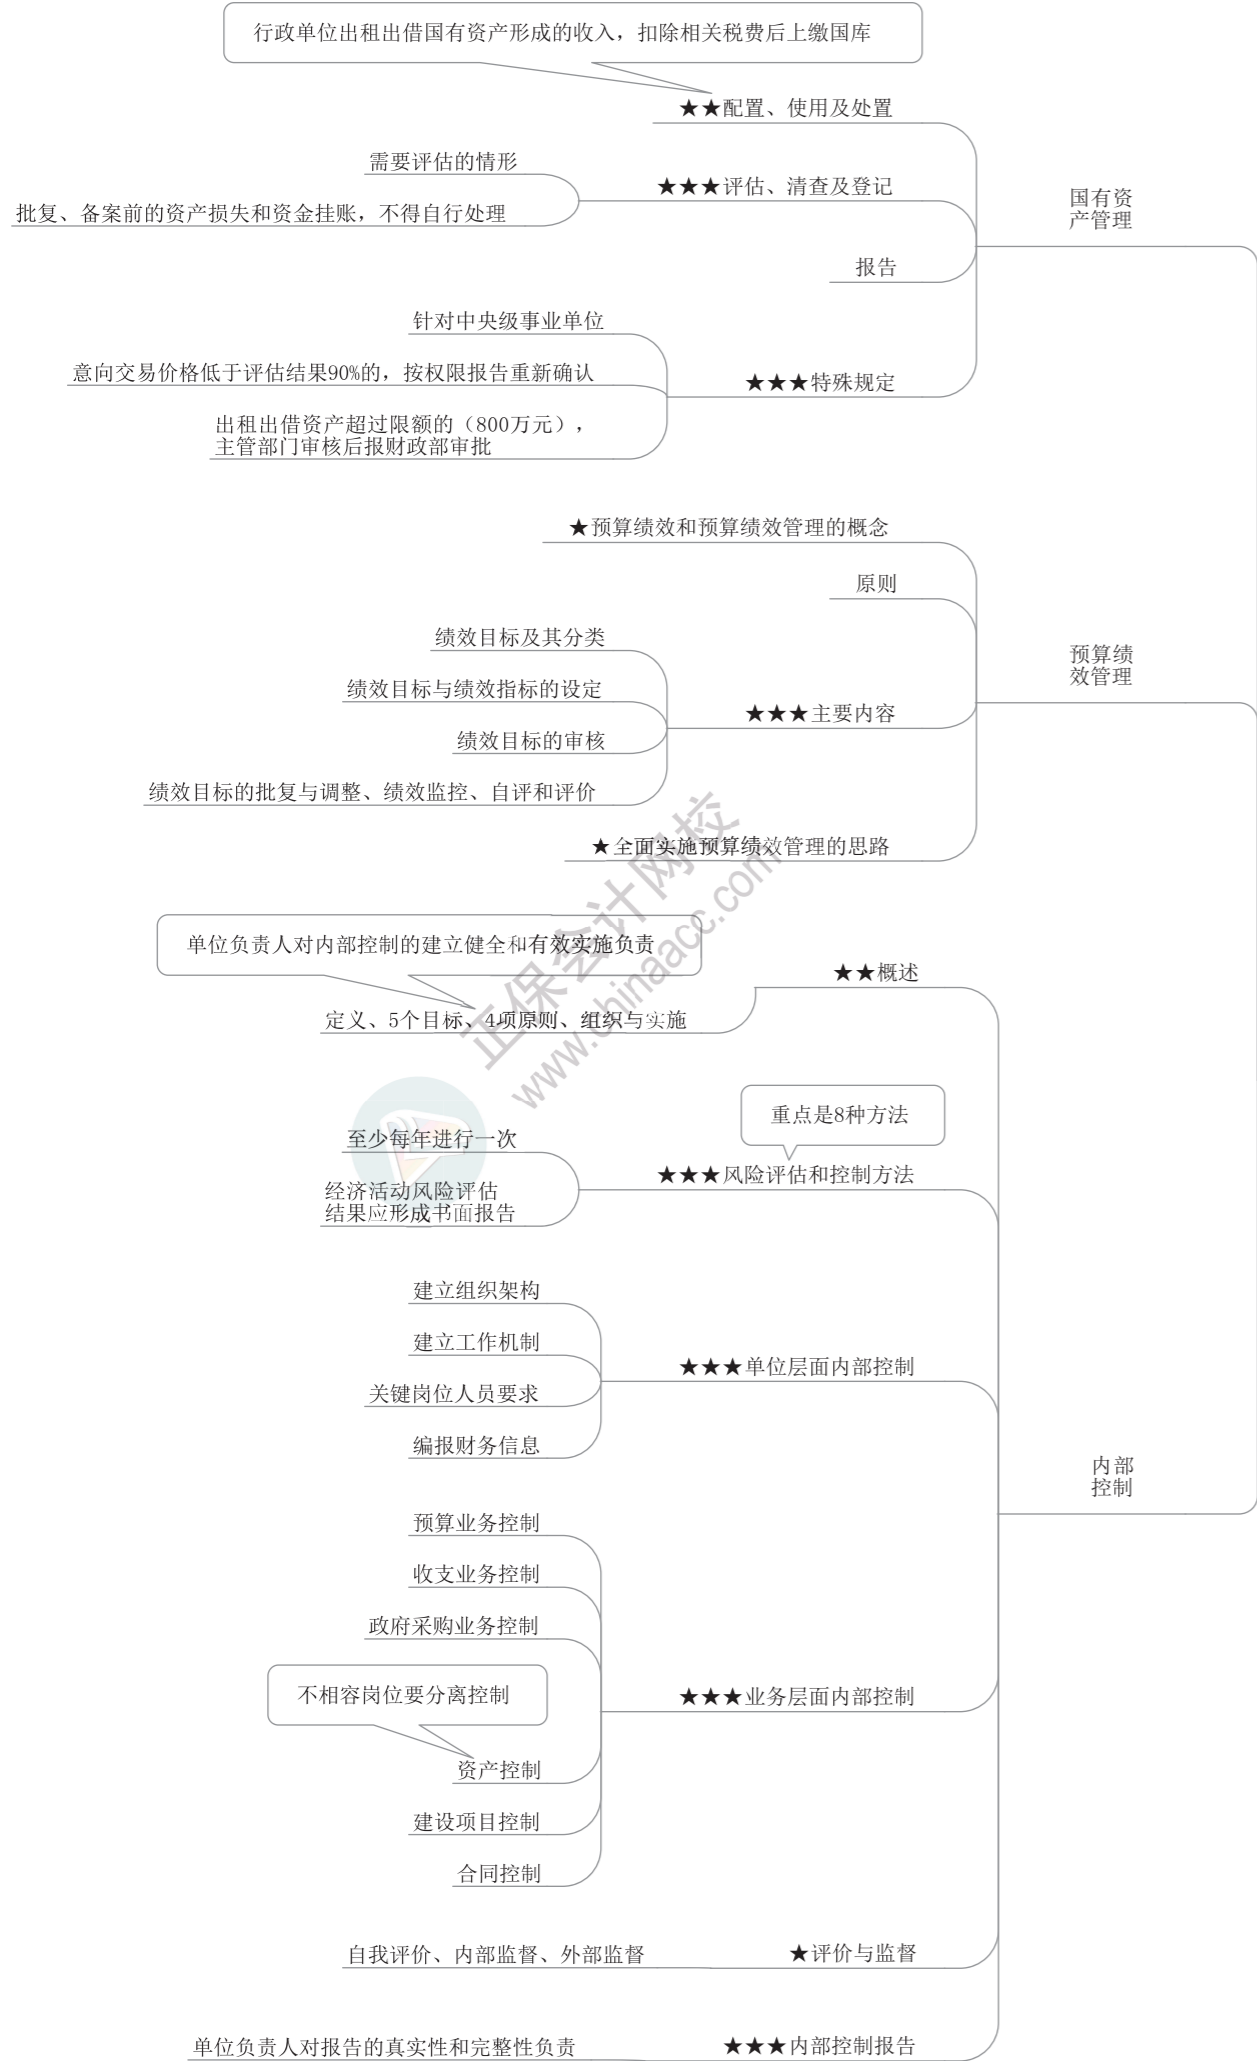 行政单位出租出借国有资产形成的收入，扣除相关税费后上缴国库
★★配置、使用及处置
需要评估的情形
★★★评估、清查及登记
批复、备案前的资产损失和资金挂账，不得自行处理
国有资
产管理
报告
针对中央级事业单位
意向交易价格低于评估结果90%的，按权限报告重新确认
★★★特殊规定
出租出借资产超过限额的（800万元），
主管部门审核后报财政部审批
★预算绩效和预算绩效管理的概念
原则
绩效目标及其分类
预算绩
效管理
绩效目标与绩效指标的设定
★★★主要内容
绩效目标的审核
绩效目标的批复与调整、绩效监控、自评和评价
★全面实施预算绩效管理的思路
正保会计网校
www.chinaacc.com
单位负责人对内部控制的建立健全和有效实施负责
★★概述
定义、5个目标、4项原则、组织与实施
重点是8种方法
至少每年进行一次
★★★风险评估和控制方法
经济活动风险评估
结果应形成书面报告
建立组织架构
建立工作机制
★★★单位层面内部控制
关键岗位人员要求
编报财务信息
内部
控制
预算业务控制
收支业务控制
政府采购业务控制
不相容岗位要分离控制
★★★业务层面内部控制
资产控制
建设项目控制
合同控制
自我评价、内部监督、外部监督
★评价与监督
单位负责人对报告的真实性和完整性负责
★★★内部控制报告